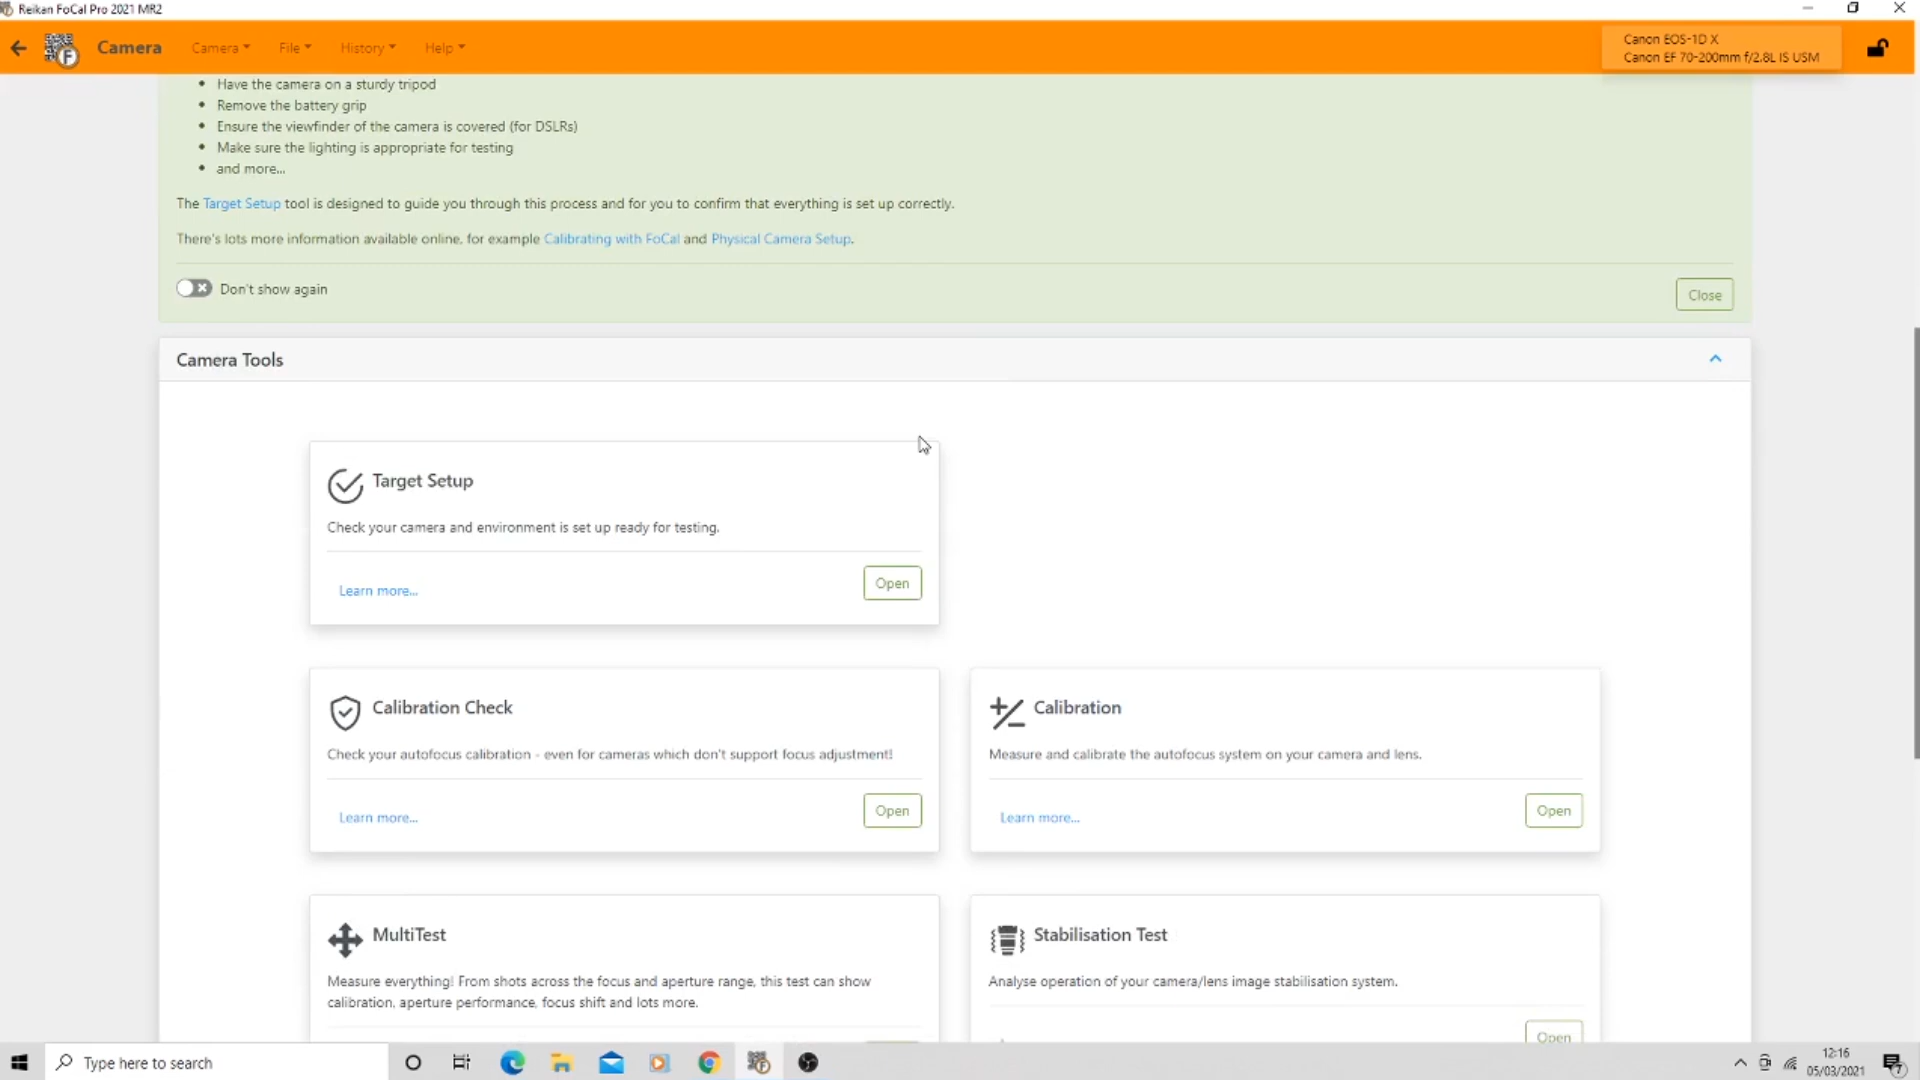 Reikan FoCal Pro 2021 MR2
Camera
Camera
File
History
Help
Canon EOS-1D X
Canon EF 70-200mm f/2.8L IS USM
Have the camera on a sturdy tripod
Remove the battery grip
Ensure the viewfinder of the camera is covered (for DSLRs)
Make sure the lighting is appropriate for testing
and more...
The Target Setup tool is designed to guide you through this process and for you to confirm that everything is set up correctly.
There's lots more information available online, for example Calibrating with FoCal and Physical Camera Setup.
Don't show again
Close
Camera Tools
Target Setup
Check your camera and environment is set up ready for testing.
Learn more...
Open
Calibration Check
Check your autofocus calibration - even for cameras which don't support focus adjustment!
Learn more...
Open
Calibration
Measure and calibrate the autofocus system on your camera and lens.
Learn more...
Open
MultiTest
Measure everything! From shots across the focus and aperture range, this test can show
calibration, aperture performance, focus shift and lots more.
Stabilisation Test
Analyse operation of your camera/lens image stabilisation system.
Open
Type here to search
12:16
05/03/2021
7